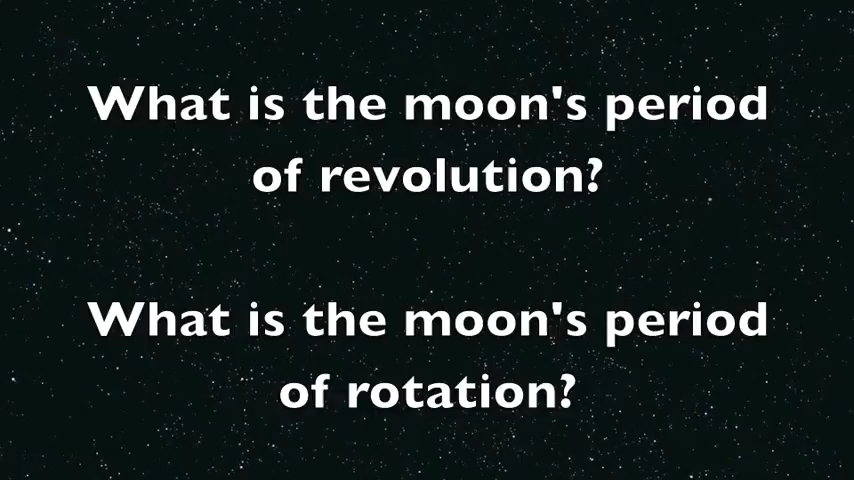 What is the moon's period
of revolution?
What is the moon's period
of rotation?